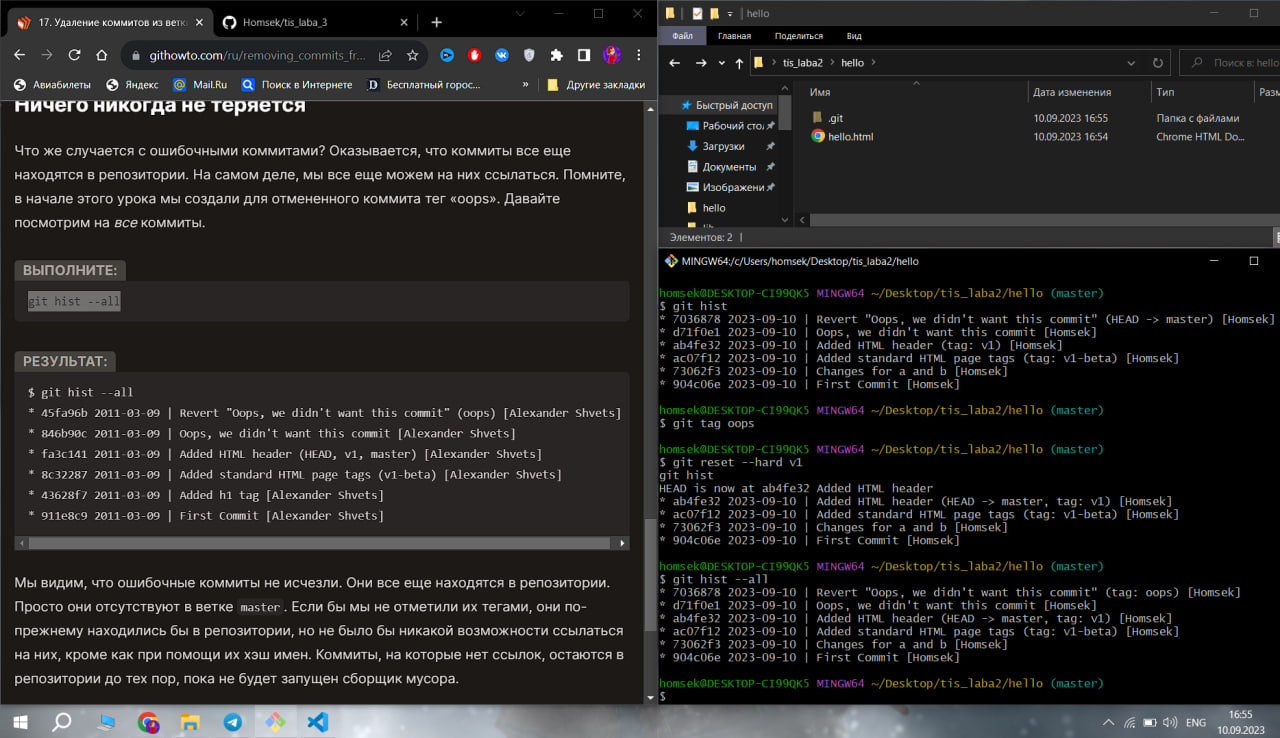 17. Удаление коммитов из ветк
Homsek/tis_laba_3
githowto.com/ru/removing_commits_fr...
Авиабилеты
Яндекс
Mail.Ru
Поиск в Интернете
Бесплатный горос...
»
Другие закладки
Ничего никогда не теряется
Что же случается с ошибочными коммитами? Оказывается, что коммиты все еще
находятся в репозитории. На самом деле, мы все еще можем на них ссылаться. Помните,
в начале этого урока мы создали для отмененного коммита тег «oops». Давайте
посмотрим на все коммиты.
ВЫПОЛНИТЕ:
git hist --all
РЕЗУЛЬТАТ:
$ git hist --all
* 45fa96b 2011-03-09 | Revert "Oops, we didn't want this commit" (oops) [Alexander Shvets]
* 846b90c 2011-03-09 | Oops, we didn't want this commit [Alexander Shvets]
* fa3c141 2011-03-09 | Added HTML header (HEAD, v1, master) [Alexander Shvets]
* 8c32287 2011-03-09 | Added standard HTML page tags (v1-beta) [Alexander Shvets]
* 43628f7 2011-03-09 | Added h1 tag [Alexander Shvets]
* 911e8c9 2011-03-09 | First Commit [Alexander Shvets]
Мы видим, что ошибочные коммиты не исчезли. Они все еще находятся в репозитории.
Просто они отсутствуют в ветке master. Если бы мы не отметили их тегами, они по-
прежнему находились бы в репозитории, но не было бы никакой возможности ссылаться
на них, кроме как при помощи их хэш имен. Коммиты, на которые нет ссылок, остаются в
репозитории до тех пор, пока не будет запущен сборщик мусора.
hello
Файл
Главная
Поделиться
Вид
tis_laba2 > hello >
Поиск в: hello
Имя
Дата изменения
Тип
Разм
Быстрый доступ
Рабочий стол
Загрузки
Документы
Изображени
hello
.git
10.09.2023 16:55
Папка с файлами
hello.html
10.09.2023 16:54
Chrome HTML Do...
Элементов: 2
MINGW64:/c/Users/homsek/Desktop/tis_laba2/hello
homsek@DESKTOP-CI99QK5 MINGW64 ~/Desktop/tis_laba2/hello (master)
$ git hist
* 7036878 2023-09-10 | Revert "Oops, we didn't want this commit" (HEAD -> master) [Homsek]
* d71f0e1 2023-09-10 | Oops, we didn't want this commit [Homsek]
* ab4fe32 2023-09-10 | Added HTML header (tag: v1) [Homsek]
* ac07f12 2023-09-10 | Added standard HTML page tags (tag: v1-beta) [Homsek]
* 73062f3 2023-09-10 | Changes for a and b [Homsek]
* 904c06e 2023-09-10 | First Commit [Homsek]
homsek@DESKTOP-CI99QK5 MINGW64 ~/Desktop/tis_laba2/hello (master)
$ git tag oops
homsek@DESKTOP-CI99QK5 MINGW64 ~/Desktop/tis_laba2/hello (master)
$ git reset --hard v1
git hist
HEAD is now at ab4fe32 Added HTML header
* ab4fe32 2023-09-10 | Added HTML header (HEAD -> master, tag: v1) [Homsek]
* ac07f12 2023-09-10 | Added standard HTML page tags (tag: v1-beta) [Homsek]
* 73062f3 2023-09-10 | Changes for a and b [Homsek]
* 904c06e 2023-09-10 | First Commit [Homsek]
homsek@DESKTOP-CI99QK5 MINGW64 ~/Desktop/tis_laba2/hello (master)
$ git hist --all
* 7036878 2023-09-10 | Revert "Oops, we didn't want this commit" (tag: oops) [Homsek]
* d71f0e1 2023-09-10 | Oops, we didn't want this commit [Homsek]
* ab4fe32 2023-09-10 | Added HTML header (HEAD -> master, tag: v1) [Homsek]
* ac07f12 2023-09-10 | Added standard HTML page tags (tag: v1-beta) [Homsek]
* 73062f3 2023-09-10 | Changes for a and b [Homsek]
* 904c06e 2023-09-10 | First Commit [Homsek]
homsek@DESKTOP-CI99QK5 MINGW64 ~/Desktop/tis_laba2/hello (master)
$
ENG
16:55
10.09.2023